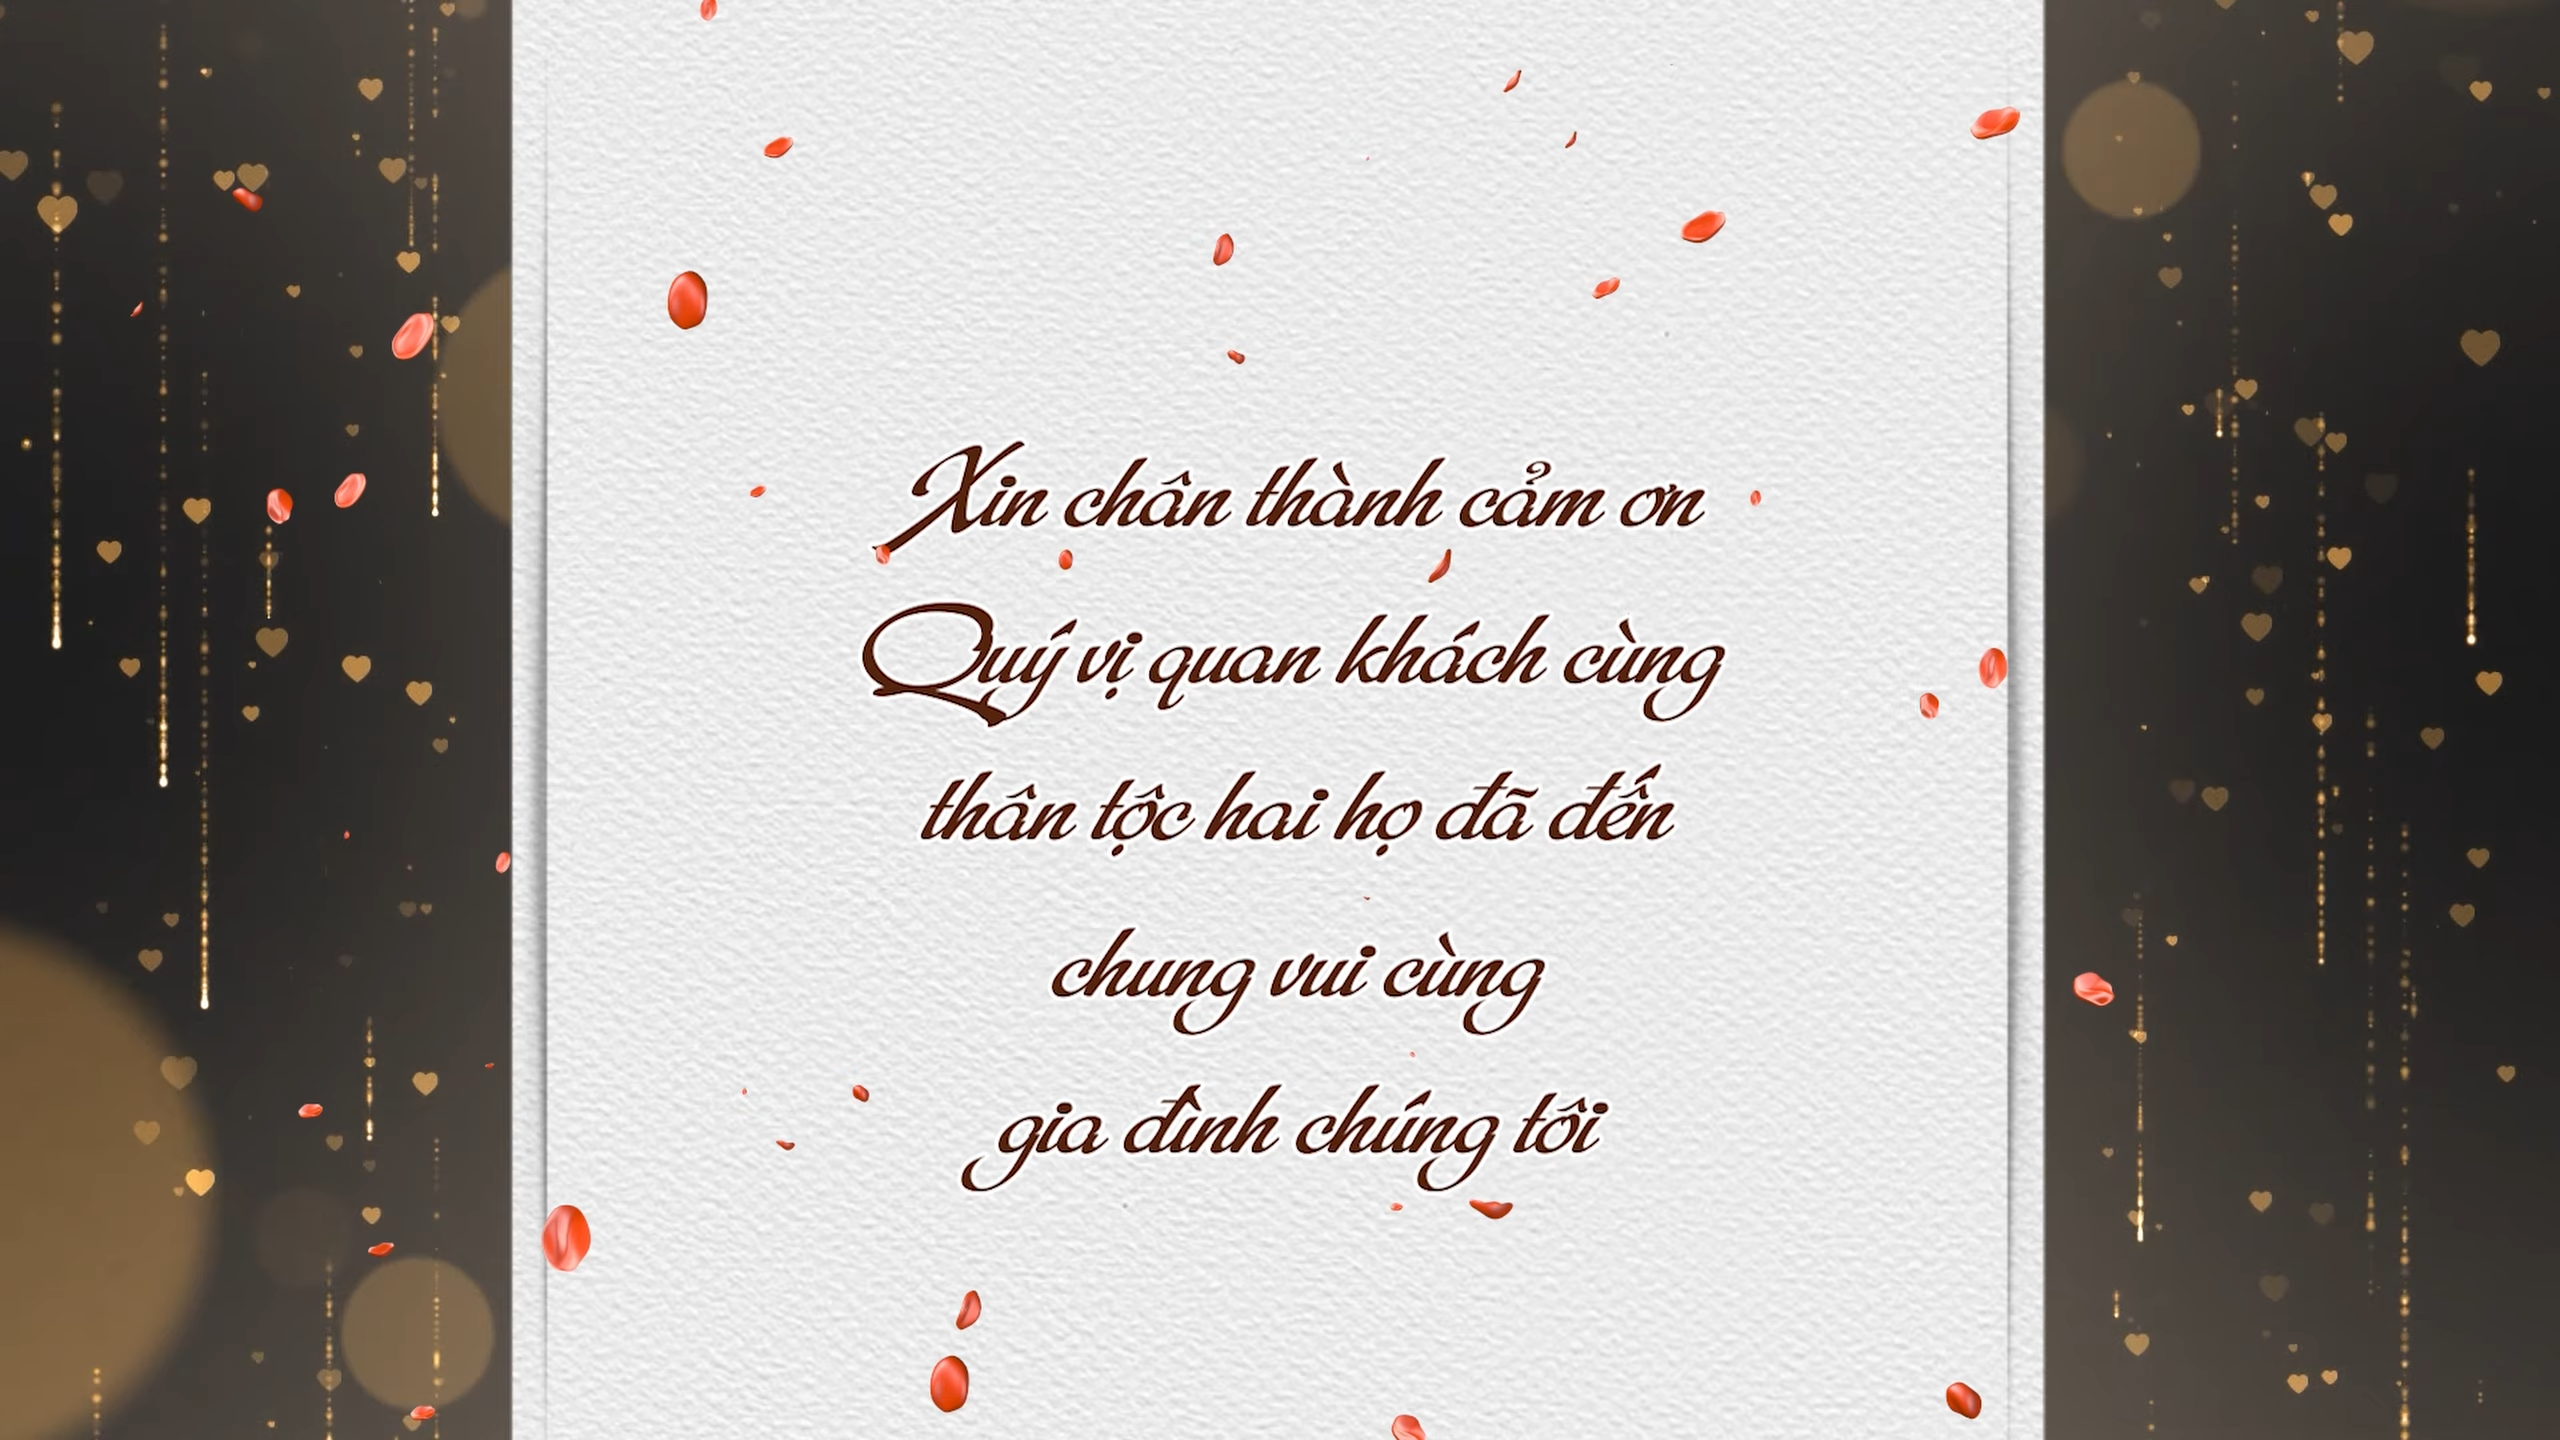 Xin chân thành cảm ơn
Quý vị quan khách cùng
thân tộc hai họ đã đến
chung vui cùng
gia đình chúng tôi